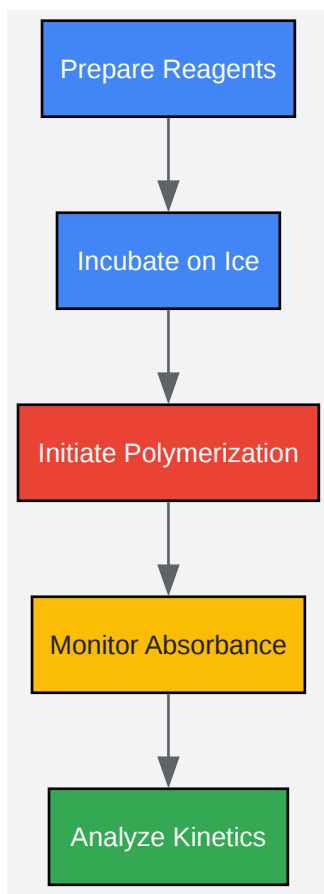 Prepare Reagents
Incubate on Ice
Initiate Polymerization
Monitor Absorbance
Analyze Kinetics